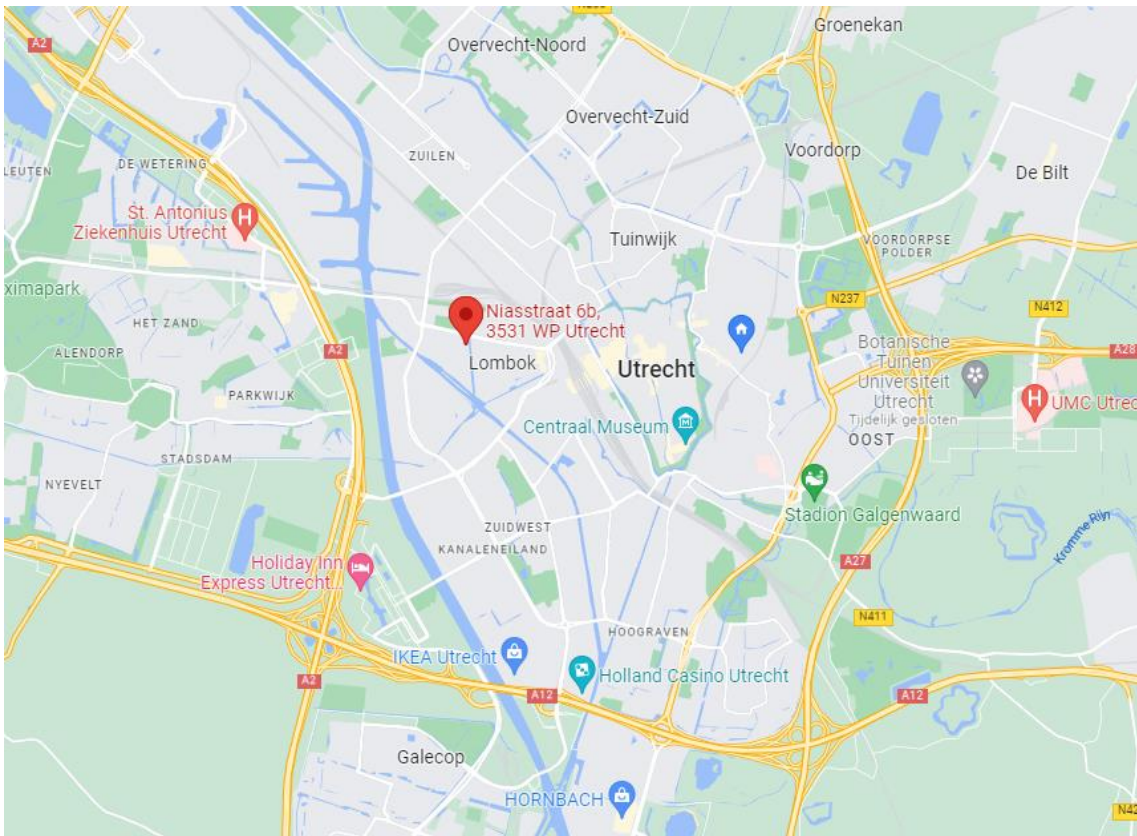 N230
Groenekan
A2
Overvecht-Noord
Overvecht-Zuid
ZUILEN
Voordorp
DE WETERING
LEUTEN
De Bilt
St. Antonius
Ziekenhuis Utrecht
Tuinwijk
VOORDORPSE
POLDER
ximapark
N237
N412
Niasstraat 6b,
3531 WP Utrecht
HET ZAND
A2
ALENDORP
Lombok
Utrecht
Botanische
Tuinen
Universiteit
Utrecht
Tijdelijk gesloten
A28
PARKWIJK
UMC Utrec
Centraal Museum
OOST
STADSDAM
NYEVELT
Stadion Galgenwaard
ZUIDWEST
KANALENEILAND
Kromme Rijn
Holiday Inn
Express Utrecht...
A27
N411
HOOGRAVEN
IKEA Utrecht
Holland Casino Utrecht
A2
A12
A12
Galecop
HORNBACH
N42